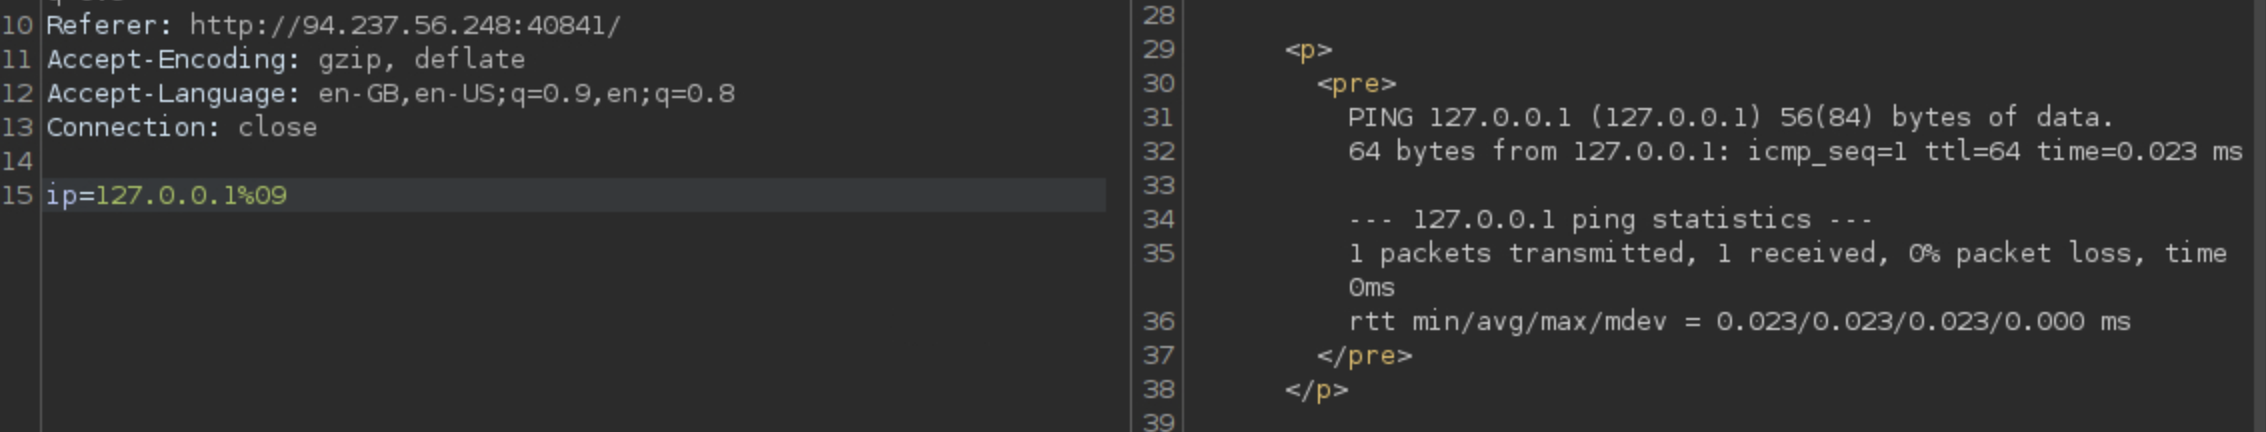 10 Referer: http://94.237.56.248:40841/
11 Accept-Encoding: gzip, deflate
12 Accept-Language: en-GB,en-US;q=0.9,en;q=0.8
13 Connection: close
14
15 ip=127.0.0.1%09
28
29 <p>
30 <pre>
31 PING 127.0.0.1 (127.0.0.1) 56(84) bytes of data.
32 64 bytes from 127.0.0.1: icmp_seq=1 ttl=64 time=0.023 ms
33
34 --- 127.0.0.1 ping statistics ---
35 1 packets transmitted, 1 received, 0% packet loss, time
0ms
36 rtt min/avg/max/mdev = 0.023/0.023/0.023/0.000 ms
37 </pre>
38 </p>
39